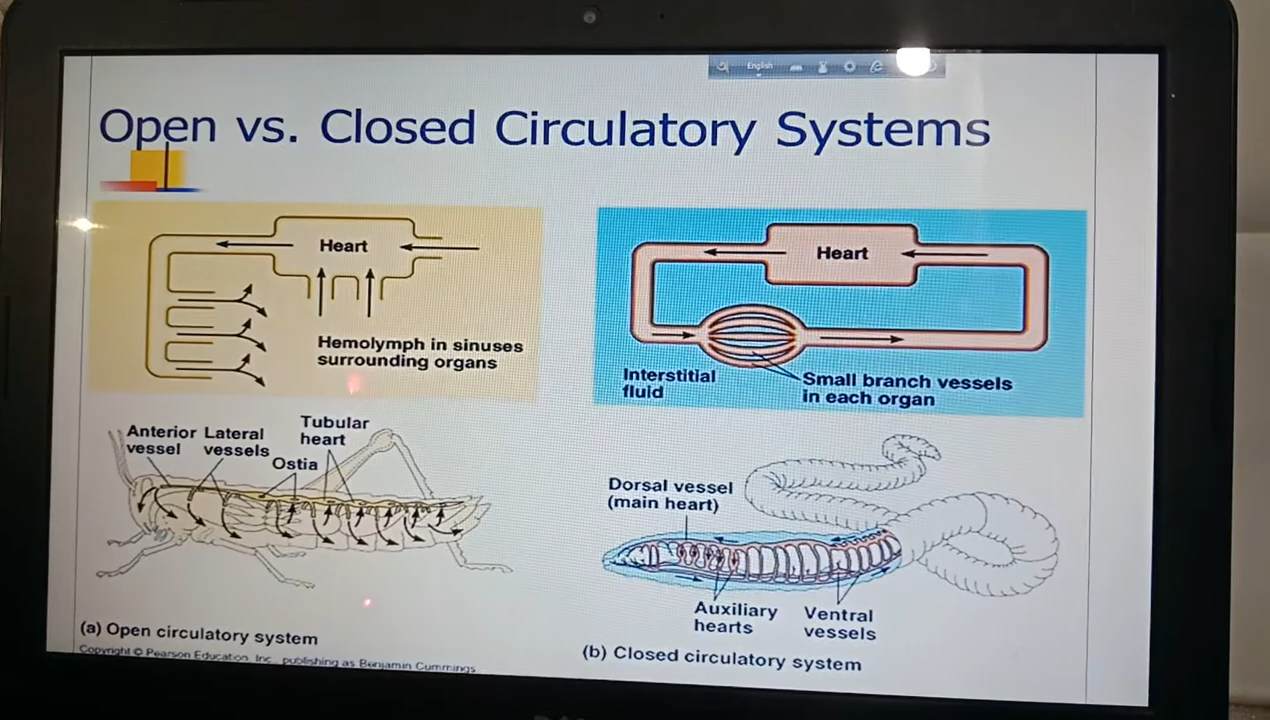 English
Open vs. Closed Circulatory Systems
Heart
Hemolymph in sinuses
surrounding organs
Heart
Interstitial
fluid
Small branch vessels
in each organ
Anterior
vessel
Lateral
vessels
Tubular
heart
Ostia
Dorsal vessel
(main heart)
Auxiliary
hearts
Ventral
vessels
(a) Open circulatory system
Copyright © Pearson Education, Inc., publishing as Benjamin Cummings.
(b) Closed circulatory system